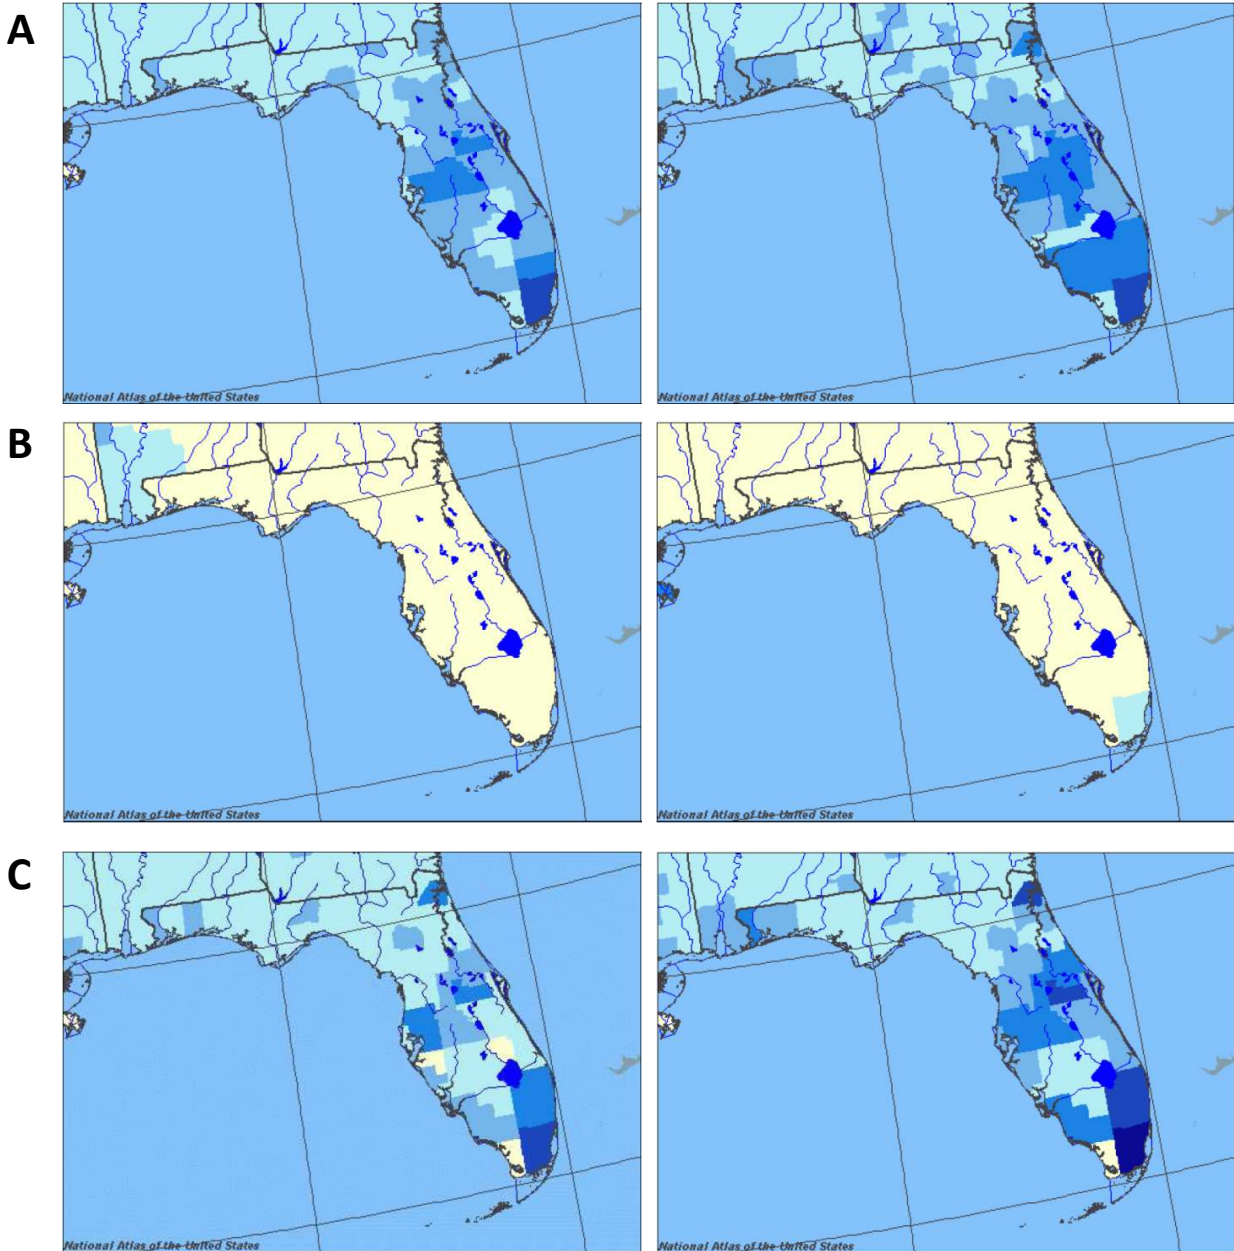 A
National Atlas of the United States
National Atlas of the United States
B
National Atlas of the United States
National Atlas of the United States
C
National Atlas of the United States
National Atlas of the United States